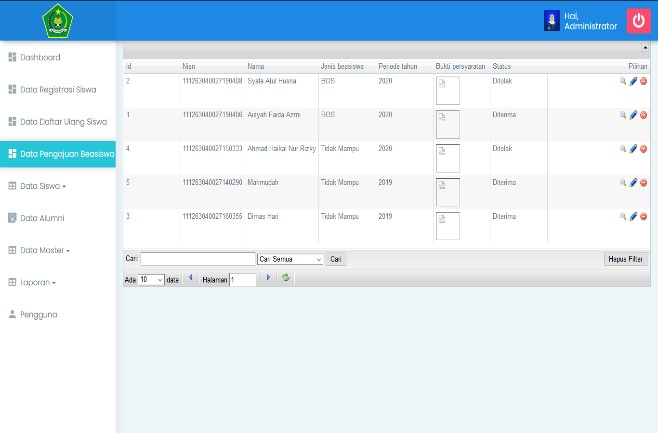 Hai,
Administrator
Dashboard
Data Registrasi Siswa
Data Daftar Ulang Siswa
Data Pengajuan Beasiswa
Data Siswa
Data Alumni
Data Master
Laporan
Pengguna
Id Nisn Nama Jenis beasiswa Periode tahun Bukti persyaratan Status Pilihan
2 111263040027190408 Syafa Alul Husna BOS 2020 Ditolak
1 111263040027190406 Aisyah Faida Azmi BOS 2020 Diterima
4 111263040027150333 Ahmad Haikal Nur Rizky Tidak Mampu 2020 Ditolak
5 111263040027140290 Mahmudah Tidak Mampu 2019 Diterima
3 111263040027160355 Dimas Hari Tidak Mampu 2019 Diterima
Cari: Cari Semua Cari Hapus Filter
Ada 10 data Halaman 1